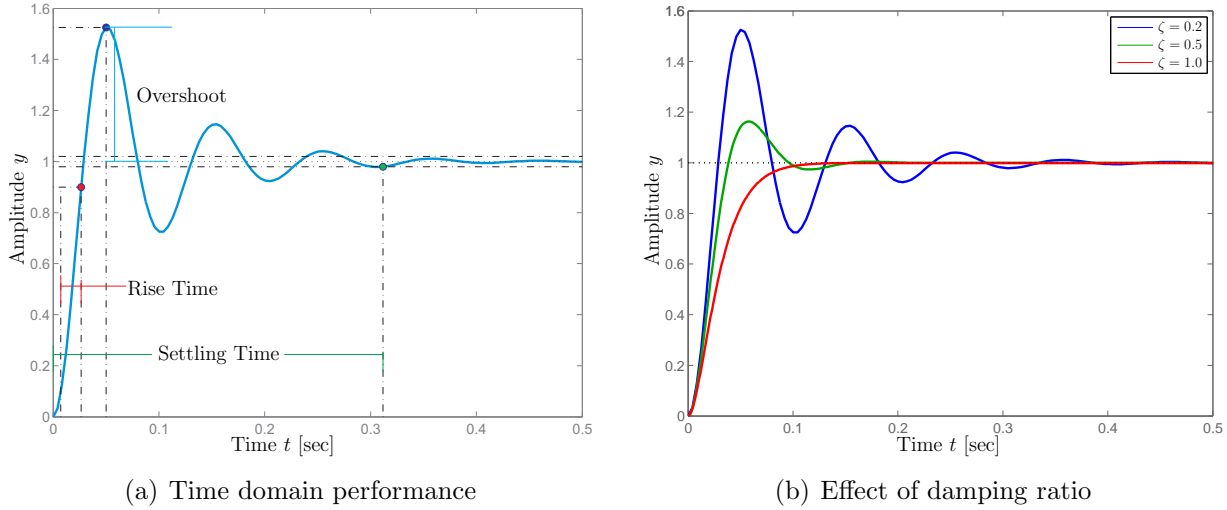 1.6
1.4
1.2
1
0.8
0.6
0.4
0.2
0
Amplitude y
Overshoot
Rise Time
Settling Time
0 0.1 0.2 0.3 0.4 0.5
Time t [sec]
(a) Time domain performance
1.6
1.4
1.2
1
0.8
0.6
0.4
0.2
0
Amplitude y
ζ = 0.2
ζ = 0.5
ζ = 1.0
0 0.1 0.2 0.3 0.4 0.5
Time t [sec]
(b) Effect of damping ratio